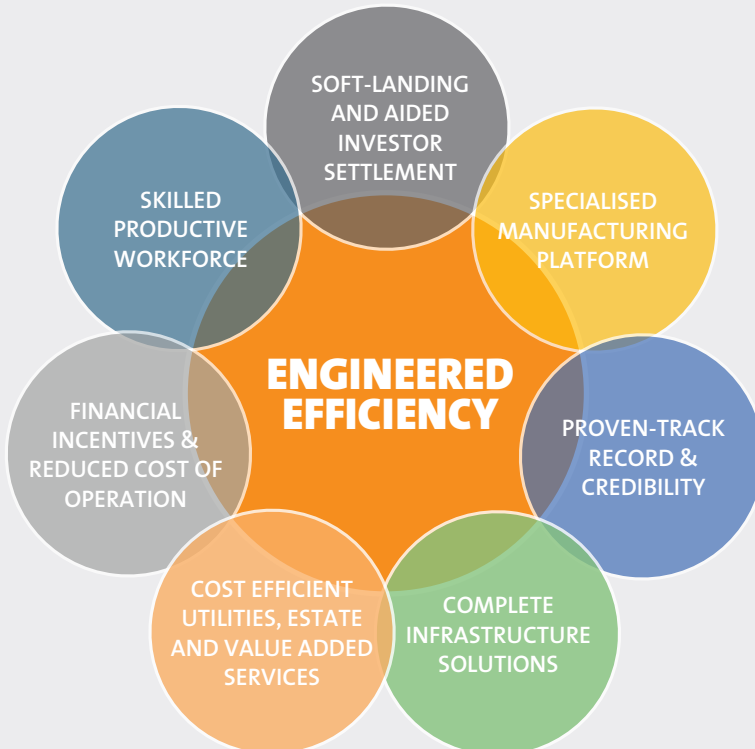 SOFT-LANDING
AND AIDED
INVESTOR
SETTLEMENT
SPECIALISED
MANUFACTURING
PLATFORM
PROVEN-TRACK
RECORD &
CREDIBILITY
COMPLETE
INFRASTRUCTURE
SOLUTIONS
COST EFFICIENT
UTILITIES, ESTATE
AND VALUE ADDED
SERVICES
FINANCIAL
INCENTIVES &
REDUCED COST OF
OPERATION
SKILLED
PRODUCTIVE
WORKFORCE
ENGINEERED
EFFICIENCY